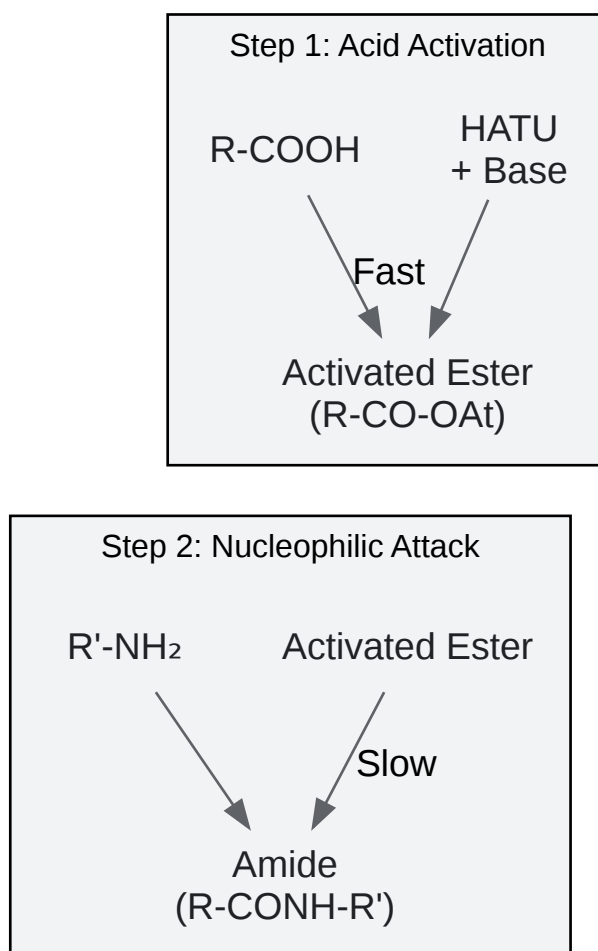 Step 1: Acid Activation
R-COOH
HATU
+ Base
Fast
Activated Ester
(R-CO-OAt)
Step 2: Nucleophilic Attack
R'-NH₂
Activated Ester
Slow
Amide
(R-CONH-R')